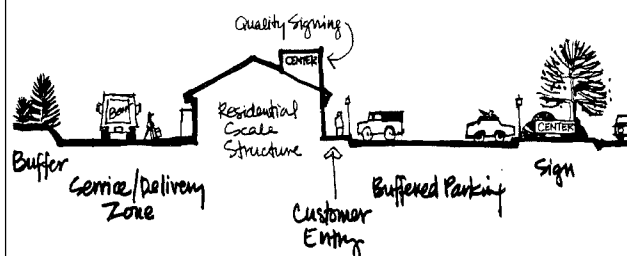 Quality Signing
CENTER
Residential
Scale
Structure
CENTER
Buffer
Service/Delivery
Zone
Customer
Entry
Buffered Parking
Sign